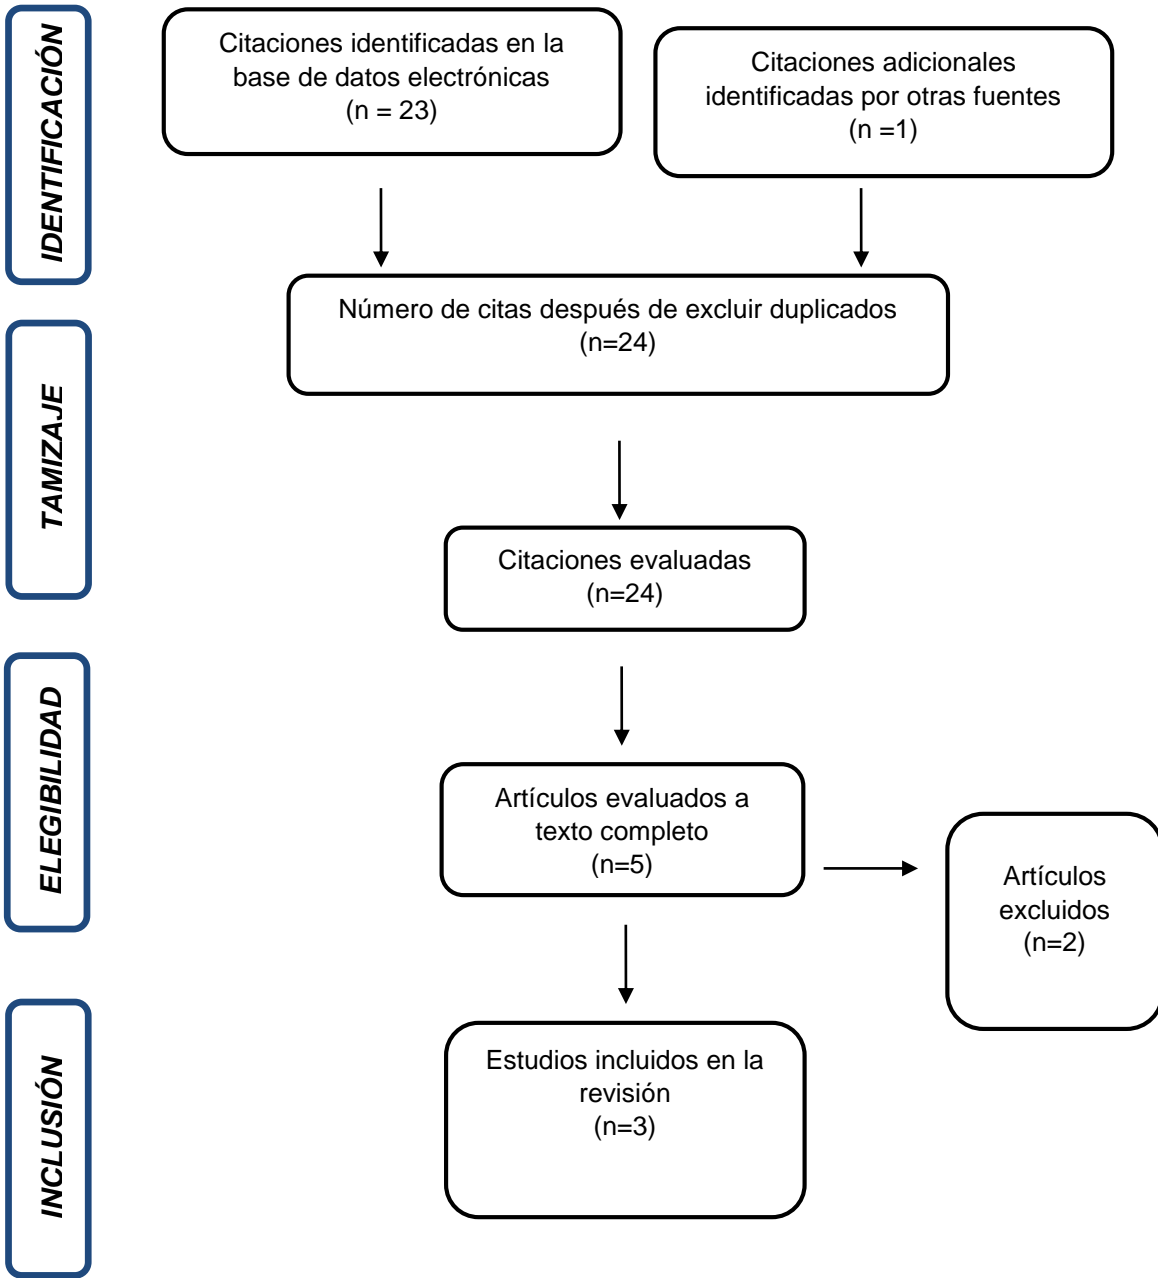 IDENTIFICACIÓN
Citaciones identificadas en la
base de datos electrónicas
(n = 23)
Citaciones adicionales
identificadas por otras fuentes
(n =1)
Número de citas después de excluir duplicados
(n=24)
TAMIZAJE
Citaciones evaluadas
(n=24)
ELEGIBILIDAD
Artículos evaluados a
texto completo
(n=5)
Artículos
excluidos
(n=2)
INCLUSIÓN
Estudios incluidos en la
revisión
(n=3)